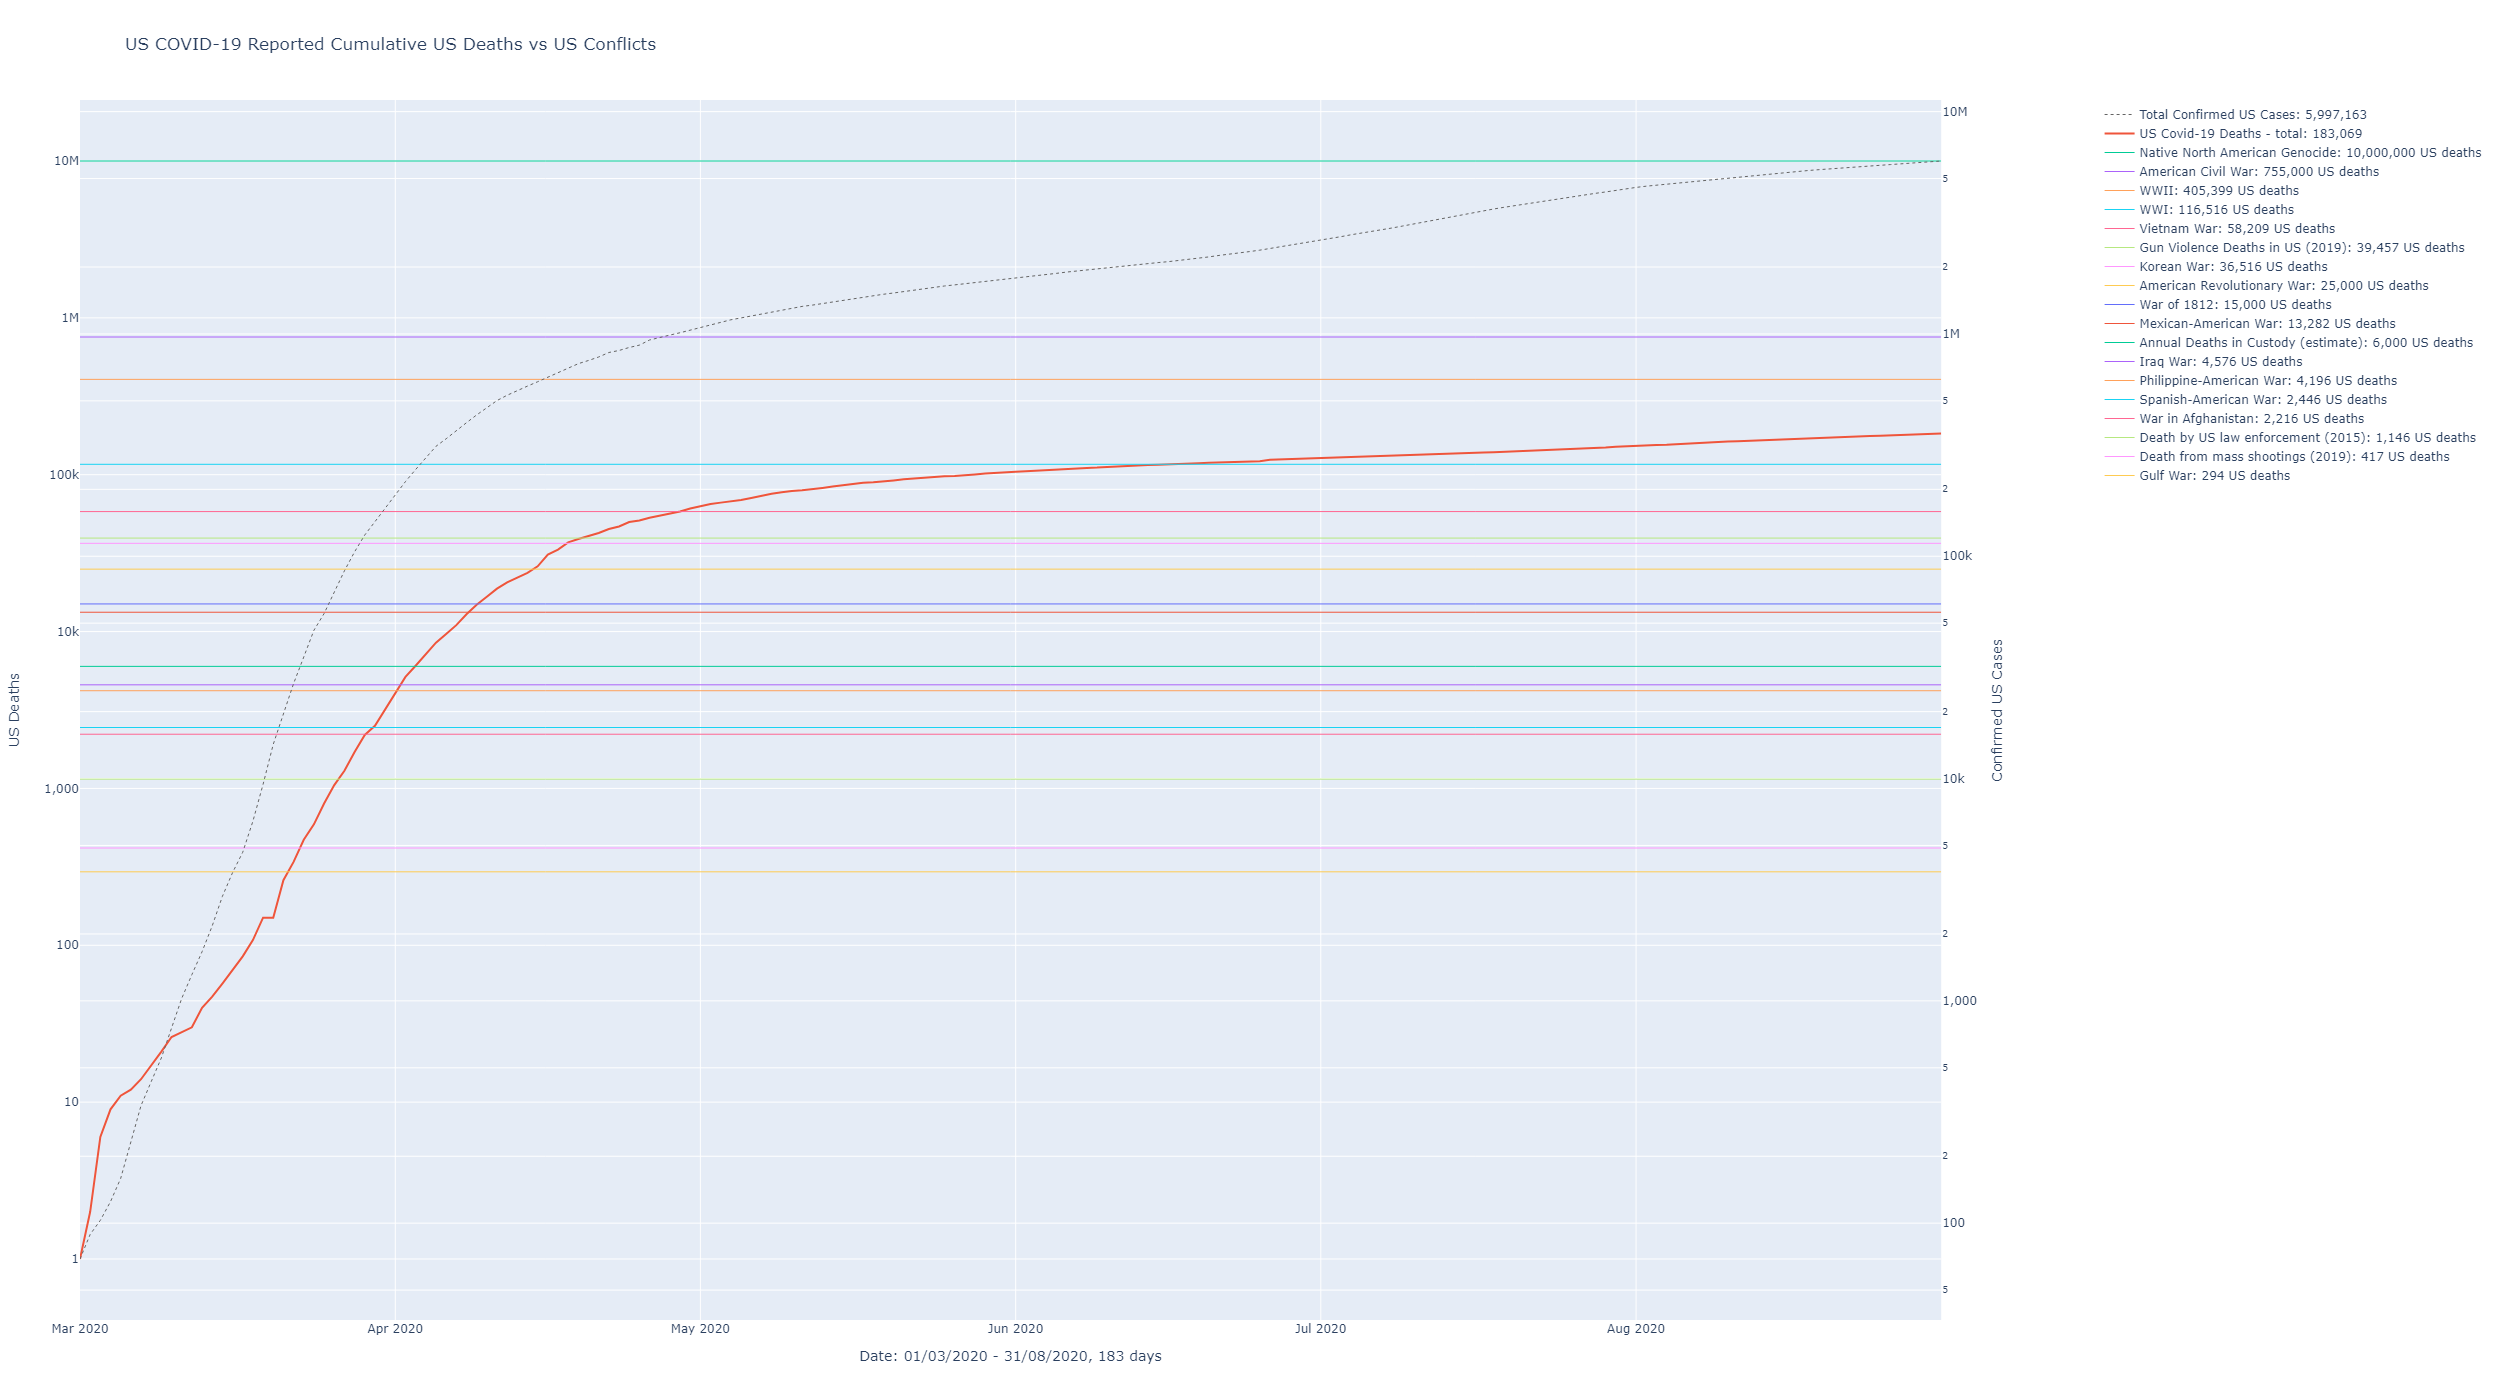 US COVID-19 Reported Cumulative US Deaths vs US Conflicts
10M
1M
100k
10k
1,000
100
10
1
US Deaths
10M
5
2
1M
5
2
100k
5
2
10k
5
2
1,000
5
2
100
5
Confirmed US Cases
Mar 2020
Apr 2020
May 2020
Jun 2020
Jul 2020
Aug 2020
Date: 01/03/2020 - 31/08/2020, 183 days
Total Confirmed US Cases: 5,997,163
US Covid-19 Deaths - total: 183,069
Native North American Genocide: 10,000,000 US deaths
American Civil War: 755,000 US deaths
WWII: 405,399 US deaths
WWI: 116,516 US deaths
Vietnam War: 58,209 US deaths
Gun Violence Deaths in US (2019): 39,457 US deaths
Korean War: 36,516 US deaths
American Revolutionary War: 25,000 US deaths
War of 1812: 15,000 US deaths
Mexican-American War: 13,282 US deaths
Annual Deaths in Custody (estimate): 6,000 US deaths
Iraq War: 4,576 US deaths
Philippine-American War: 4,196 US deaths
Spanish-American War: 2,446 US deaths
War in Afghanistan: 2,216 US deaths
Death by US law enforcement (2015): 1,146 US deaths
Death from mass shootings (2019): 417 US deaths
Gulf War: 294 US deaths